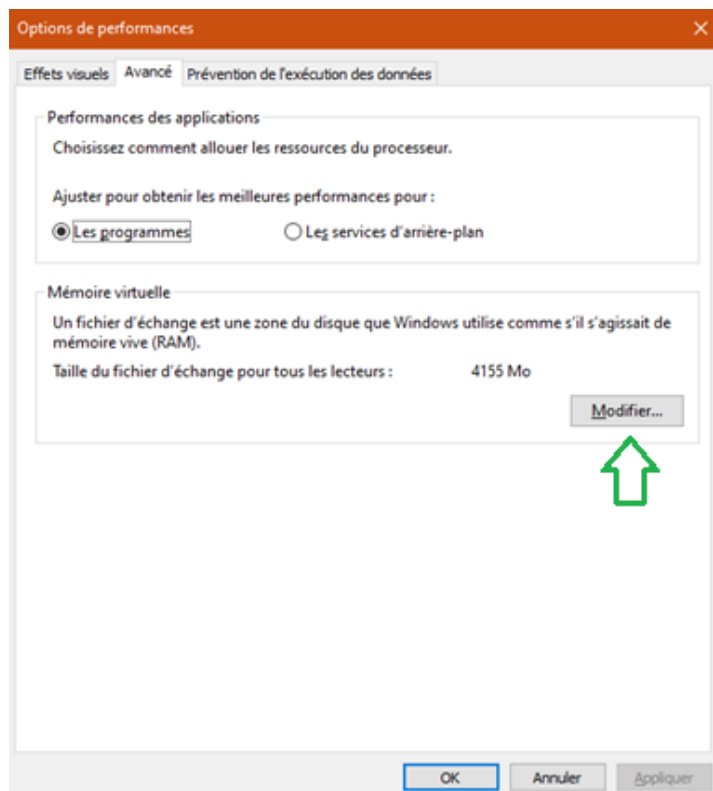 Options de performances
Effets visuels Avancé Prévention de l'exécution des données
Performances des applications
Choisissez comment allouer les ressources du processeur.
Ajuster pour obtenir les meilleures performances pour :
Les programmes Les services d'arrière-plan
Mémoire virtuelle
Un fichier d'échange est une zone du disque que Windows utilise comme s'il s'agissait de
mémoire vive (RAM).
Taille du fichier d'échange pour tous les lecteurs : 4155 Mo
Modifier...
OK Annuler Appliquer